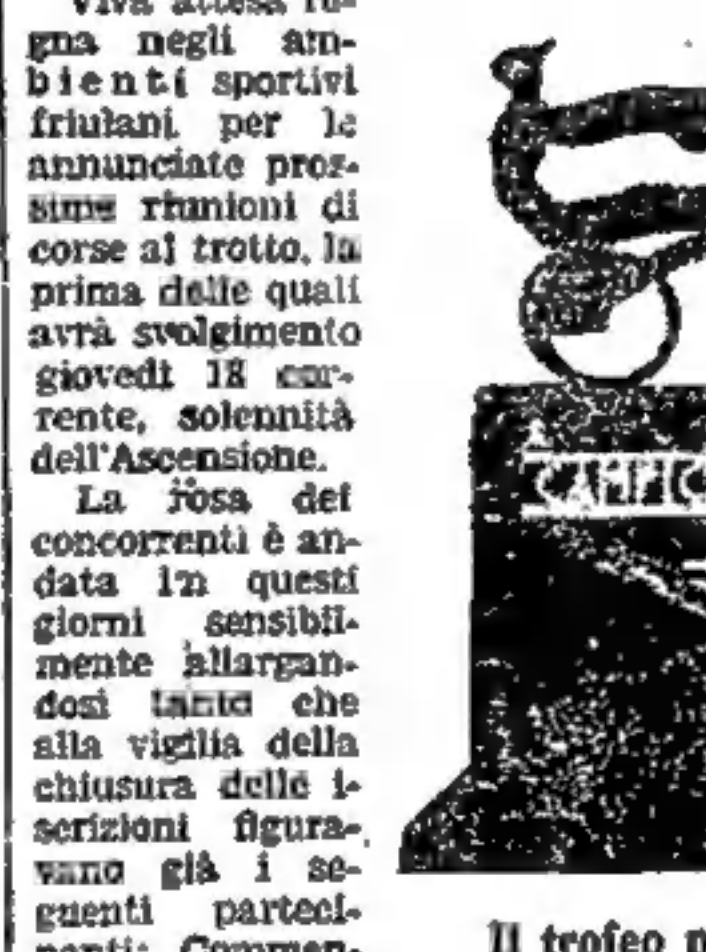 Viva attesa re-
gna negli am-
bienti sportivi
friulani per le
annunciate pros-
sime riunioni di
corse al trotto, la
prima delle quali
avrà svolgimento
giovedì 18 cor-
rente, solennità
dell'Ascensione.
La rosa dei
concorrenti è an-
data in questi
giorni sensibil-
mente allargan-
dosi tanto che
alla vigilia della
chiusura delle i-
scrizioni figura-
vano già i se-
guenti parteci-
panti: Commen-
CAMPIO
Il trofeo p